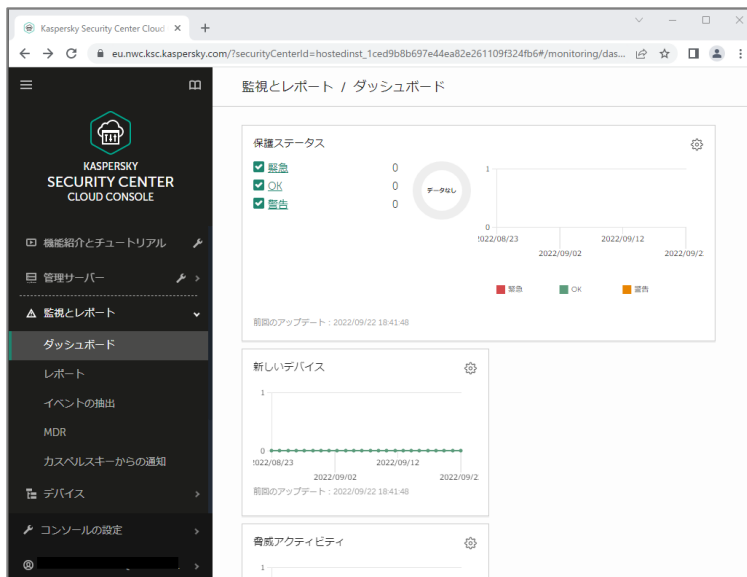 Kaspersky Security Center Cloud
eu.nwc.ksc.kaspersky.com/?securityCenterId=hostedinst_1ced9b8b697e44ea82e261109f324fb6#/monitoring/das...
KASPERSKY
SECURITY CENTER
CLOUD CONSOLE
機能紹介とチュートリアル
管理サーバー
監視とレポート
ダッシュボード
レポート
イベントの抽出
MDR
カスペルスキーからの通知
デバイス
コンソールの設定
監視とレポート / ダッシュボード
保護ステータス
緊急 0
OK 0
警告 0
データなし
1
0
2022/08/23
2022/09/02
2022/09/12
2022/09/2
緊急 OK 警告
前回のアップデート : 2022/09/22 18:41:48
新しいデバイス
1
0
2022/08/23
2022/09/02
2022/09/12
2022/09/2
前回のアップデート : 2022/09/22 18:41:48
脅威アクティビティ
1